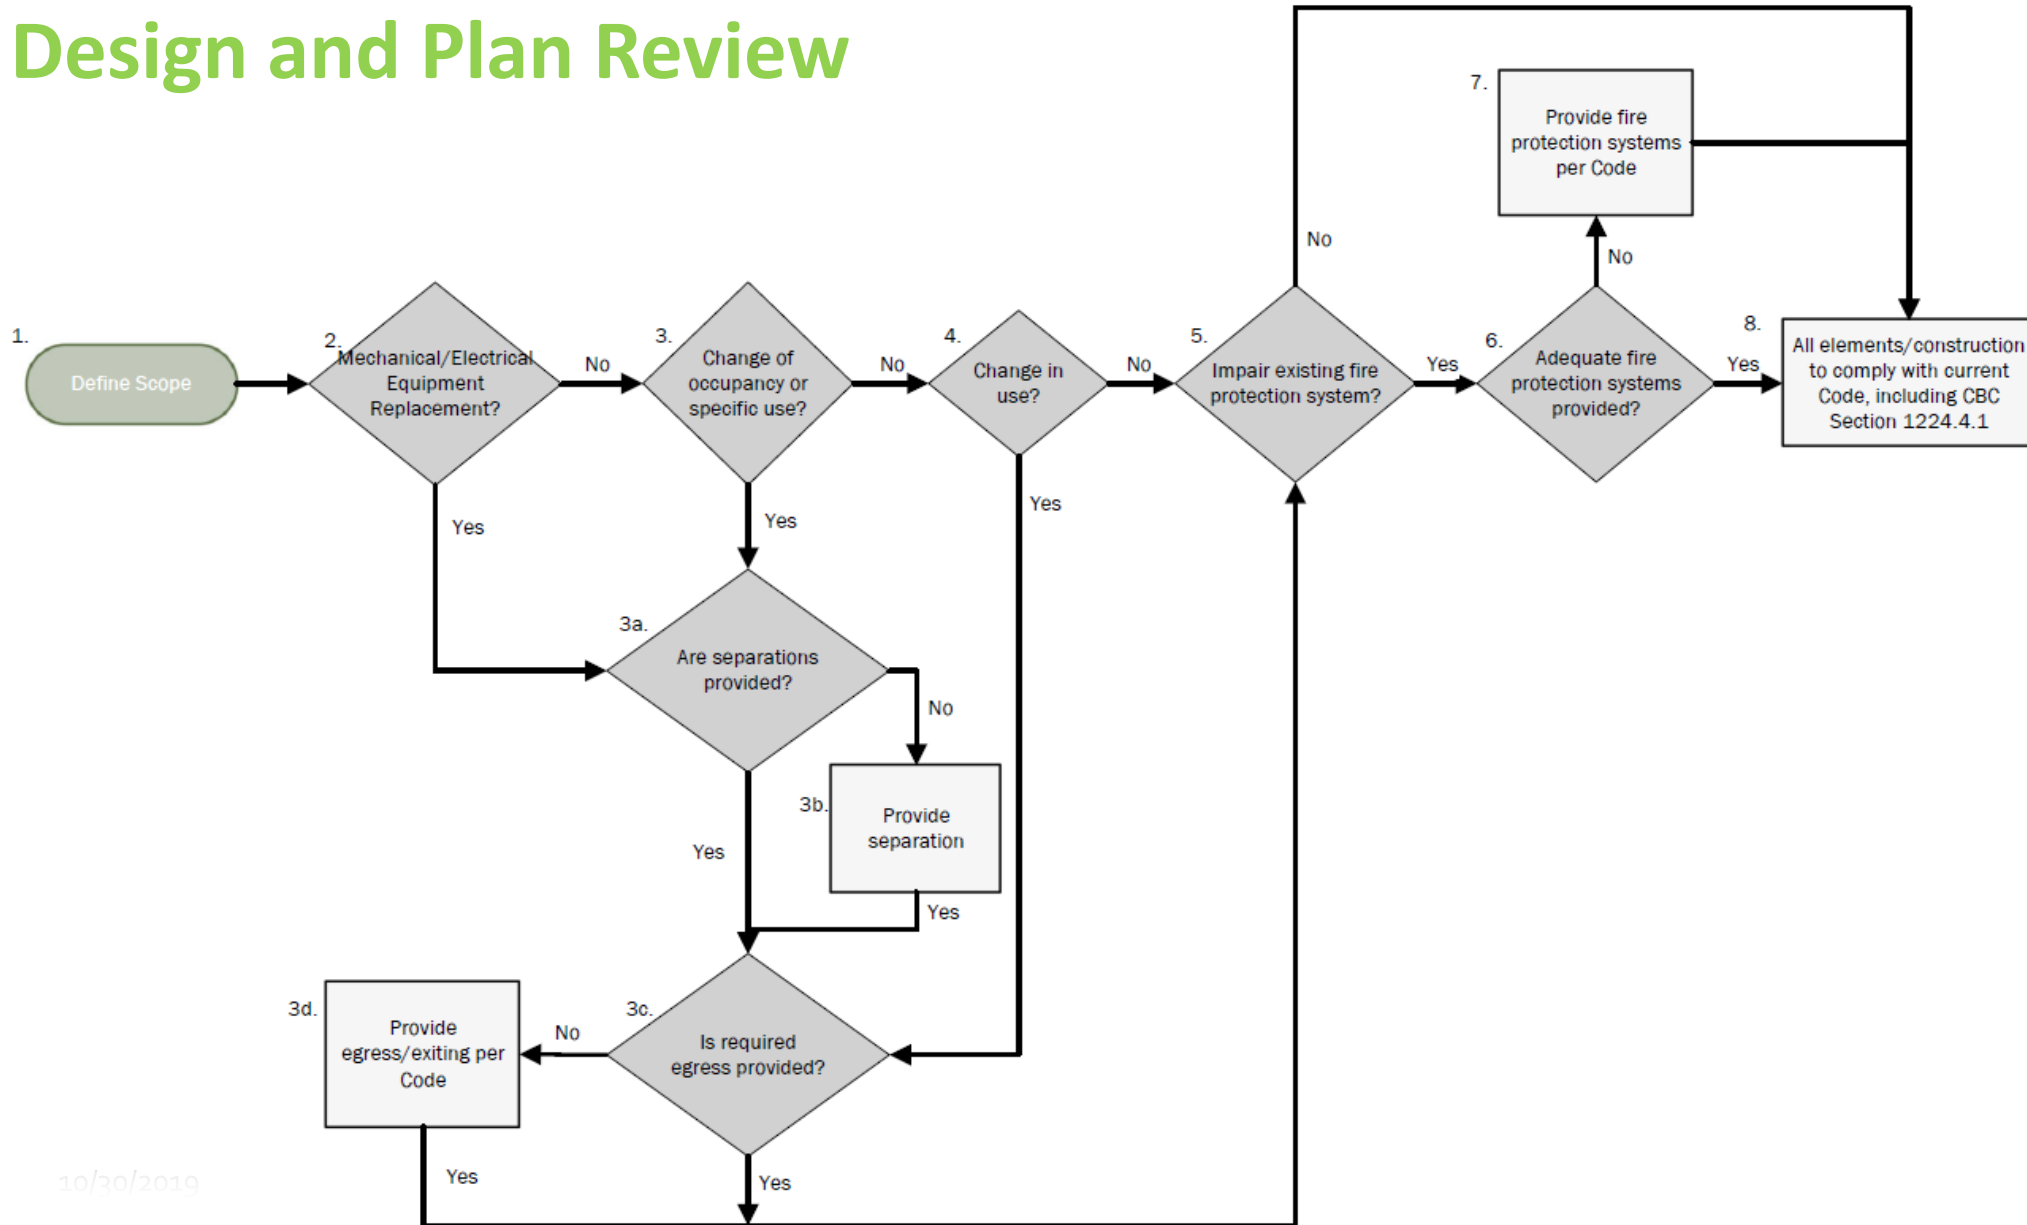 Design and Plan Review
7.
Provide fire
protection systems
per Code
No
No
1.
Define Scope
2.
Mechanical/Electrical
Equipment
Replacement?
No
3.
Change of
occupancy or
specific use?
No
4.
Change in
use?
No
5.
Impair existing fire
protection system?
Yes
6.
Adequate fire
protection systems
provided?
Yes
8.
All elements/construction
to comply with current
Code, including CBC
Section 1224.4.1
Yes
Yes
Yes
3a.
Are separations
provided?
No
3b.
Provide
separation
Yes
Yes
3d.
Provide
egress/exiting per
Code
No
3c.
Is required
egress provided?
Yes
Yes
10/30/2019